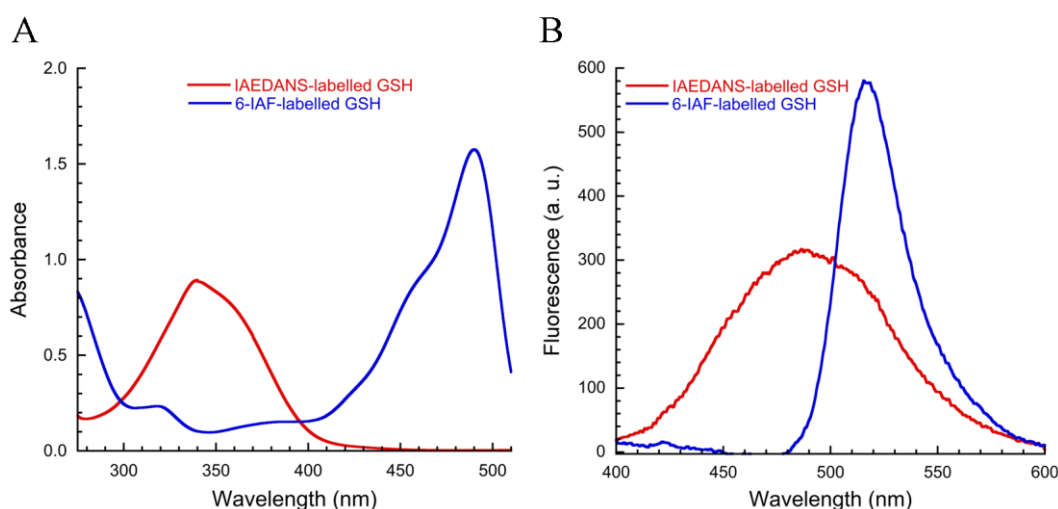 A
IAEDANS-labelled GSH
6-IAF-labelled GSH
2.0
1.5
1.0
0.5
0.0
Absorbance
300
350
400
450
500
Wavelength (nm)
B
IAEDANS-labelled GSH
6-IAF-labelled GSH
600
500
400
300
200
100
0
Fluorescence (a. u.)
400
450
500
550
600
Wavelength (nm)